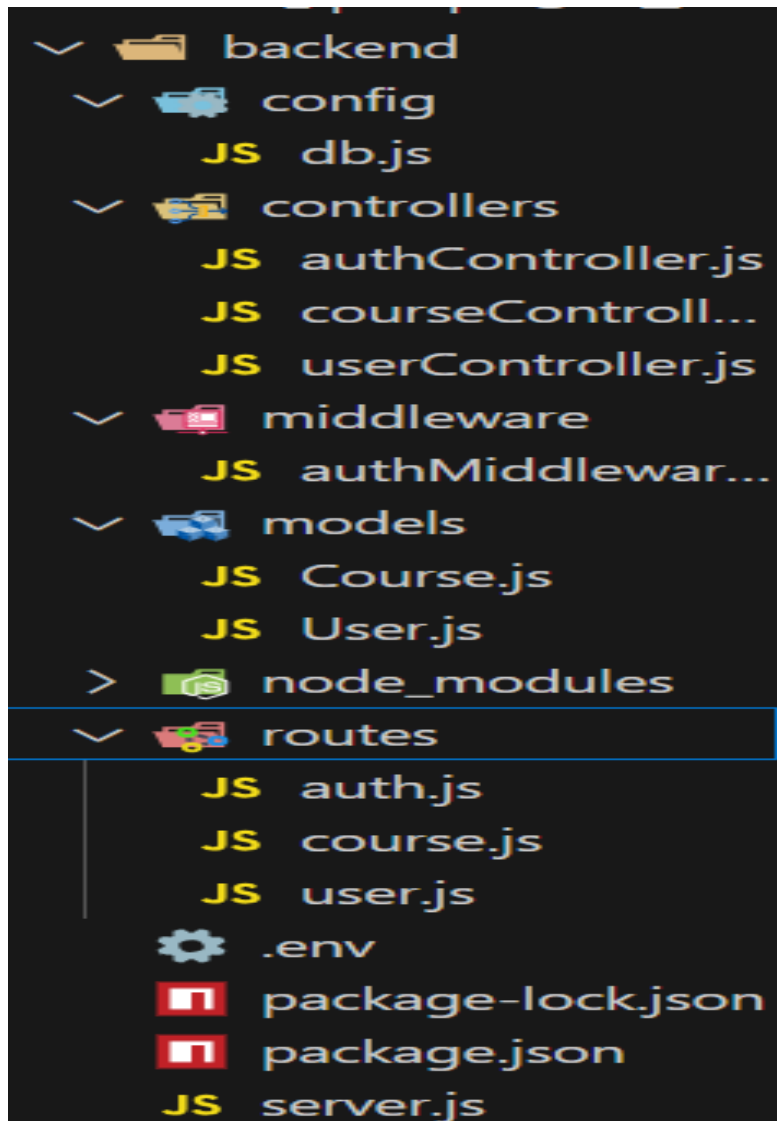 backend
config
JS db.js
controllers
JS authController.js
JS courseControll...
JS userController.js
middleware
JS authMiddlewar...
models
JS Course.js
JS User.js
node_modules
routes
JS auth.js
JS course.js
JS user.js
.env
package-lock.json
package.json
JS server.js